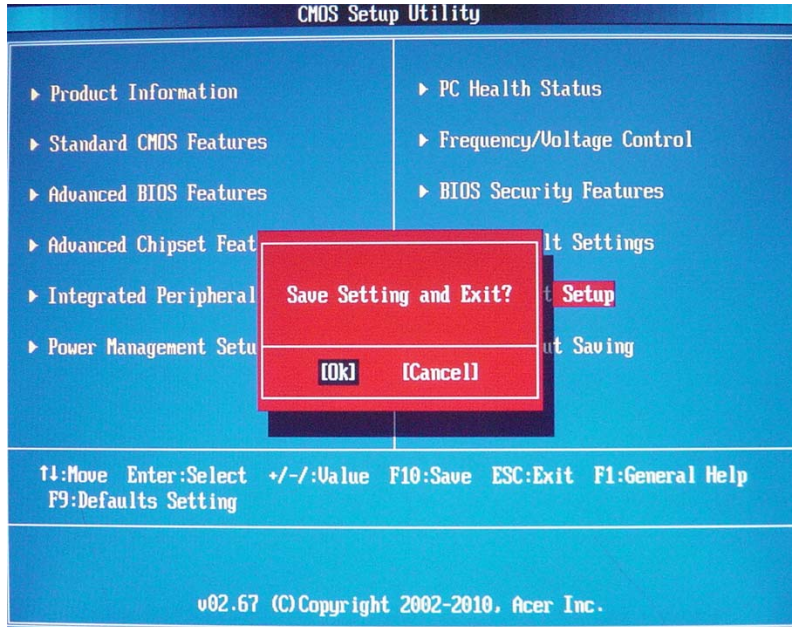 CMOS Setup Utility
▸ Product Information
▸ Standard CMOS Features
▸ Advanced BIOS Features
▸ Advanced Chipset Feat
▸ Integrated Peripheral
▸ Power Management Setu
▸ PC Health Status
▸ Frequency/Voltage Control
▸ BIOS Security Features
lt Settings
t Setup
ut Saving
Save Setting and Exit?
[Ok] [Cancel]
↑↓:Move Enter:Select +/-/:Value F10:Save ESC:Exit F1:General Help
F9:Defaults Setting
v02.67 (C)Copyright 2002-2010, Acer Inc.